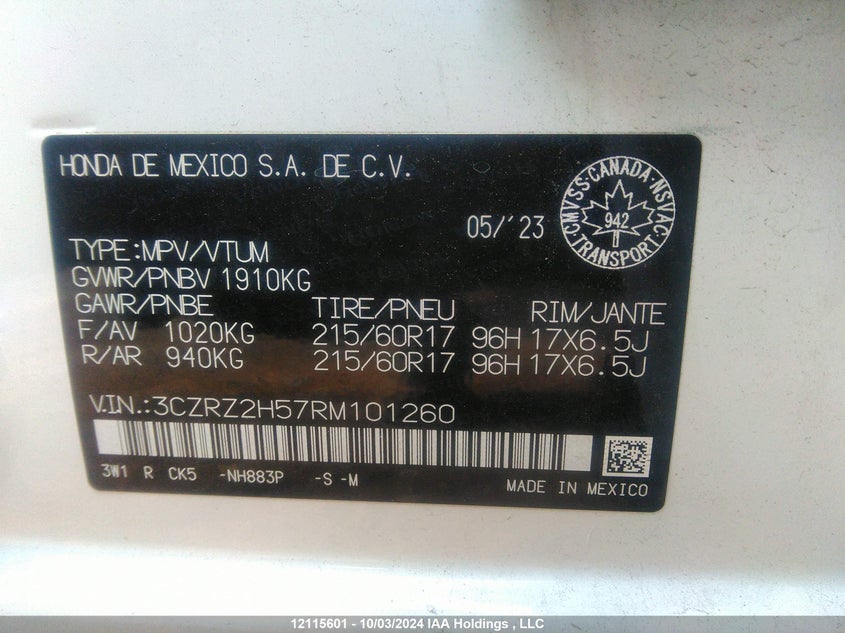 HONDA DE MEXICO S.A. DE C.V.
05/'23
CMVSS·CANADA·NSVAC
942
TRANSPORT
TYPE:MPV/VTUM
GVWR/PNBV 1910KG
GAWR/PNBE TIRE/PNEU RIM/JANTE
F/AV 1020KG 215/60R17 96H 17X6.5J
R/AR 940KG 215/60R17 96H 17X6.5J
V.I.N.:3CZRZ2H57RM101260
3W1 R CK5 -NH883P -S -M
MADE IN MEXICO
12115601 - 10/03/2024 IAA Holdings , LLC